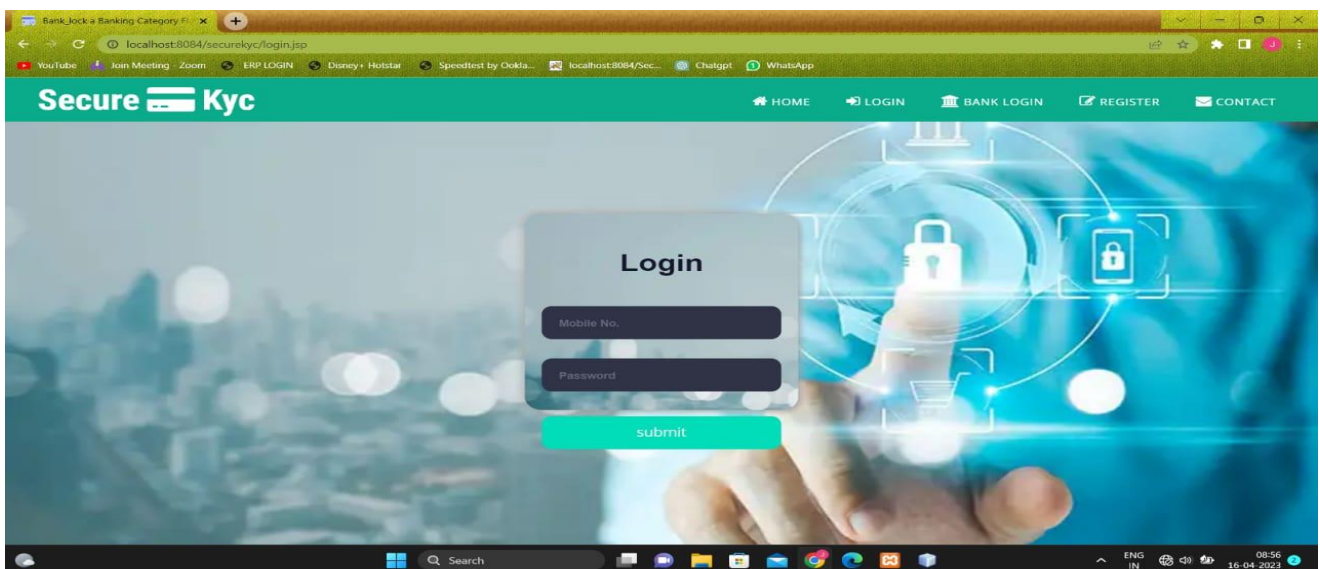 Bank_lock a Banking Category
localhost:8084/securekyc/login.jsp
YouTube Join Meeting - Zoom ERP LOGIN Disney+ Hotstar Speedtest by Ookla... localhost:8084/Sec... Chatgpt WhatsApp
Secure Kyc HOME LOGIN BANK LOGIN REGISTER CONTACT
Login
Mobile No.
Password
submit
Search
ENG
IN
08:56
16-04-2023
2